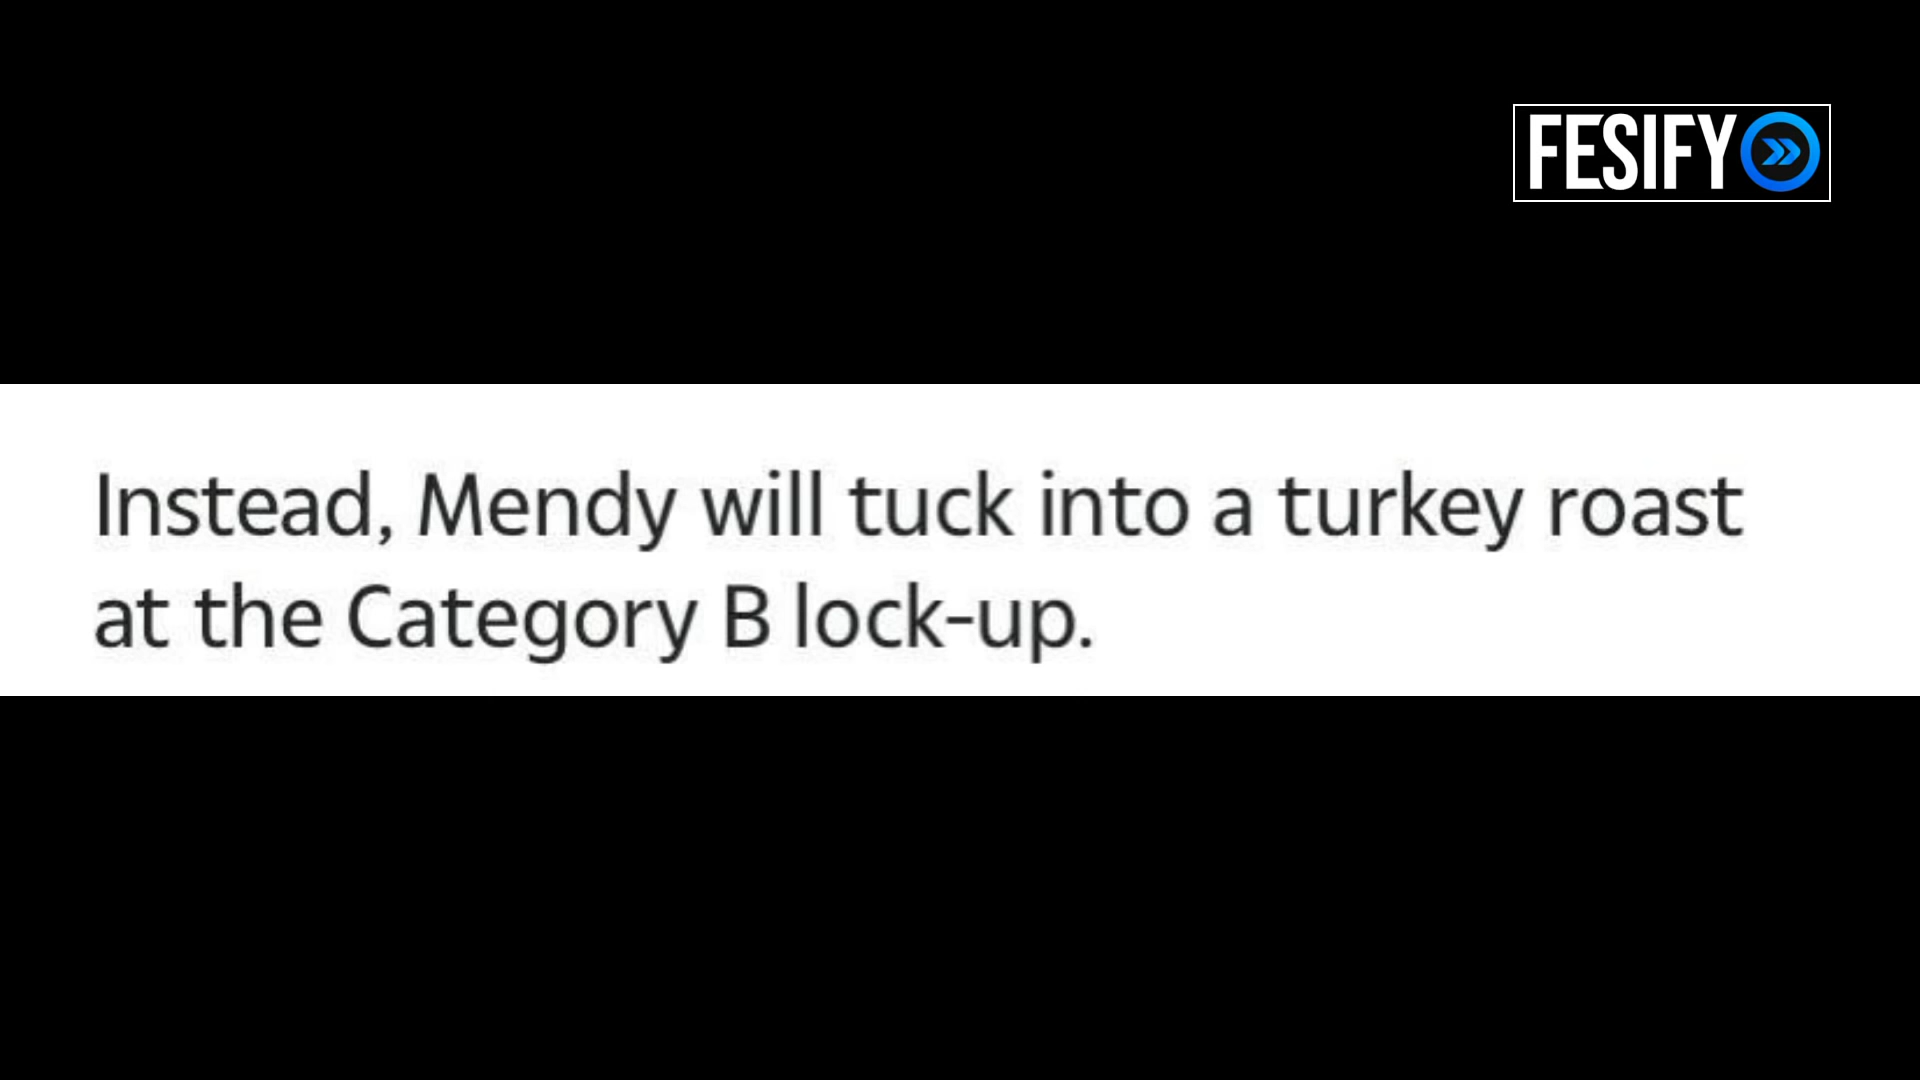 FESIFY
Instead, Mendy will tuck into a turkey roast
at the Category B lock-up.